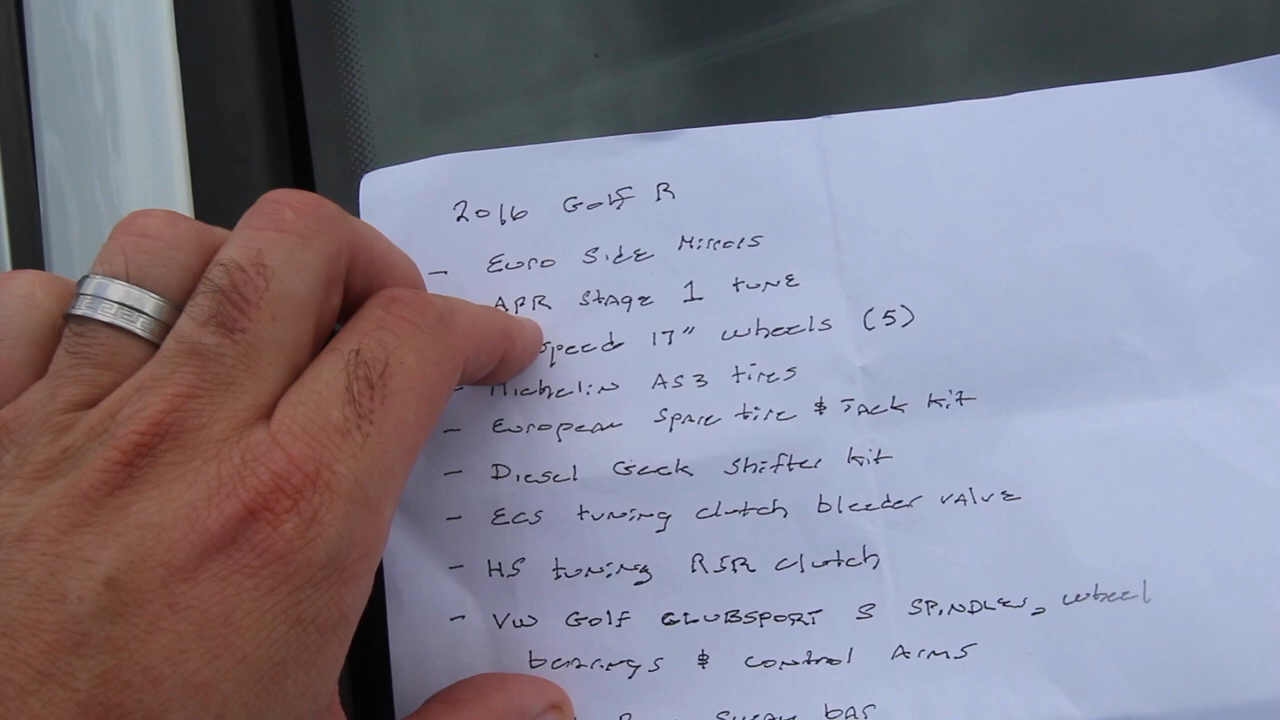 2016 Golf R
- Euro Side Mirrors
APR Stage 1 tune
speed 17" wheels (5)
- Michelin AS3 tires
- European Spare tire & Jack kit
- Diesel Geek shifter kit
- ECS tuning clutch bleeder valve
- HS tuning RSR clutch
- VW Golf CLUBSPORT S SPINDLES, wheel
bearings & control Arms
sway bar